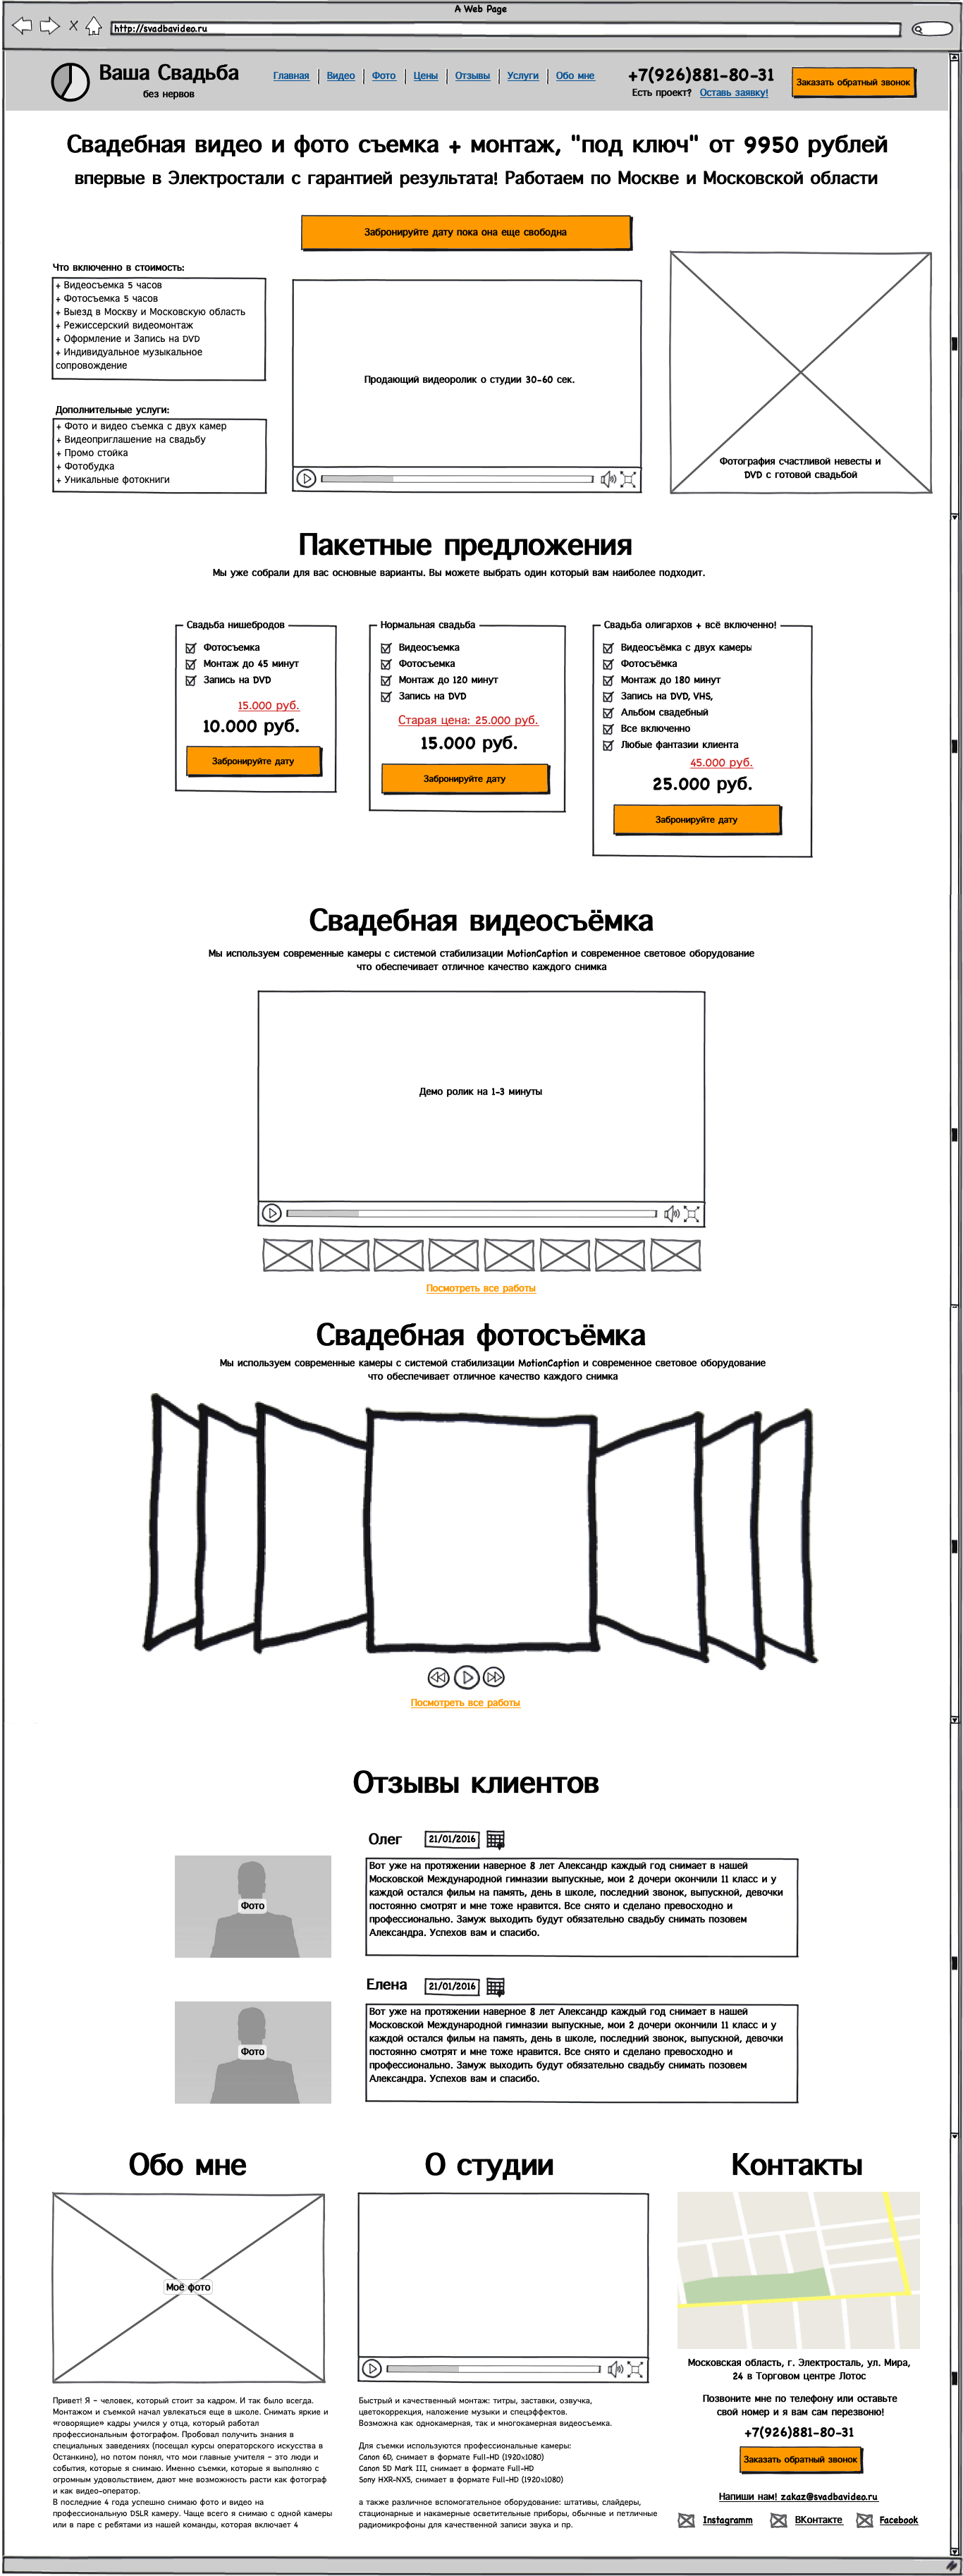 A Web Page
http://svadbavideo.ru
Ваша Свадьба
без нервов
Главная Видео Фото Цены Отзывы Услуги Обо мне
+7(926)881-80-31
Есть проект? Оставь заявку!
Заказать обратный звонок
Свадебная видео и фото съемка + монтаж, "под ключ" от 9950 рублей
впервые в Электростали с гарантией результата! Работаем по Москве и Московской области
Забронируйте дату пока она еще свободна
Что включенно в стоимость:
+ Видеосъемка 5 часов
+ Фотосъемка 5 часов
+ Выезд в Москву и Московскую область
+ Режиссерский видеомонтаж
+ Оформление и Запись на DVD
+ Индивидуальное музыкальное
сопровождение
Дополнительные услуги:
+ Фото и видео съемка с двух камер
+ Видеоприглашение на свадьбу
+ Промо стойка
+ Фотобудка
+ Уникальные фотокниги
Продающий видеоролик о студии 30-60 сек.
Фотография счастливой невесты и
DVD с готовой свадьбой
Пакетные предложения
Мы уже собрали для вас основные варианты. Вы можете выбрать один который вам наиболее подходит.
Свадьба нишебродов
Фотосъемка
Монтаж до 45 минут
Запись на DVD
15.000 руб.
10.000 руб.
Забронируйте дату
Нормальная свадьба
Видеосъемка
Фотосъемка
Монтаж до 120 минут
Запись на DVD
Старая цена: 25.000 руб.
15.000 руб.
Забронируйте дату
Свадьба олигархов + всё включенно!
Видеосъёмка с двух камеры
Фотосъёмка
Монтаж до 180 минут
Запись на DVD, VHS,
Альбом свадебный
Все включенно
Любые фантазии клиента
45.000 руб.
25.000 руб.
Забронируйте дату
Свадебная видеосъёмка
Мы используем современные камеры с системой стабилизации MotionCaption и современное световое оборудование
что обеспечивает отличное качество каждого снимка
Демо ролик на 1-3 минуты
Посмотреть все работы
Свадебная фотосъёмка
Мы используем современные камеры с системой стабилизации MotionCaption и современное световое оборудование
что обеспечивает отличное качество каждого снимка
Посмотреть все работы
Отзывы клиентов
Олег 21/01/2016
Фото
Вот уже на протяжении наверное 8 лет Александр каждый год снимает в нашей
Московской Международной гимназии выпускные, мои 2 дочери окончили 11 класс и у
каждой остался фильм на память, день в школе, последний звонок, выпускной, девочки
постоянно смотрят и мне тоже нравится. Все снято и сделано превосходно и
профессионально. Замуж выходить будут обязательно свадьбу снимать позовем
Александра. Успехов вам и спасибо.
Елена 21/01/2016
Фото
Вот уже на протяжении наверное 8 лет Александр каждый год снимает в нашей
Московской Международной гимназии выпускные, мои 2 дочери окончили 11 класс и у
каждой остался фильм на память, день в школе, последний звонок, выпускной, девочки
постоянно смотрят и мне тоже нравится. Все снято и сделано превосходно и
профессионально. Замуж выходить будут обязательно свадьбу снимать позовем
Александра. Успехов вам и спасибо.
Обо мне
Моё фото
Привет! Я – человек, который стоит за кадром. И так было всегда.
Монтажом и съемкой начал увлекаться еще в школе. Снимать яркие и
«говорящие» кадры учился у отца, который работал
профессиональным фотографом. Пробовал получить знания в
специальных заведениях (посещал курсы операторского искусства в
Останкино), но потом понял, что мои главные учителя – это люди и
события, которые я снимаю. Именно съемки, которые я выполняю с
огромным удовольствием, дают мне возможность расти как фотограф
и как видео-оператор.
В последние 4 года успешно снимаю фото и видео на
профессиональную DSLR камеру. Чаще всего я снимаю с одной камеры
или в паре с ребятами из нашей команды, которая включает 4
О студии
Быстрый и качественный монтаж: титры, заставки, озвучка,
цветокоррекция, наложение музыки и спецэффектов.
Возможна как однокамерная, так и многокамерная видеосъемка.
Для съемки используются профессиональные камеры:
Canon 6D, снимает в формате Full-HD (1920x1080)
Canon 5D Mark III, снимает в формате Full-HD
Sony HXR-NX5, снимает в формате Full-HD (1920x1080)
а также различное вспомогательное оборудование: штативы, слайдеры,
стационарные и накамерные осветительные приборы, обычные и петличные
радиомикрофоны для качественной записи звука и пр.
Контакты
Московская область, г. Электросталь, ул. Мира,
24 в Торговом центре Лотос
Позвоните мне по телефону или оставьте
свой номер и я вам сам перезвоню!
+7(926)881-80-31
Заказать обратный звонок
Напиши нам! zakaz@svadbavideo.ru
Instagramm ВКонтакте Facebook